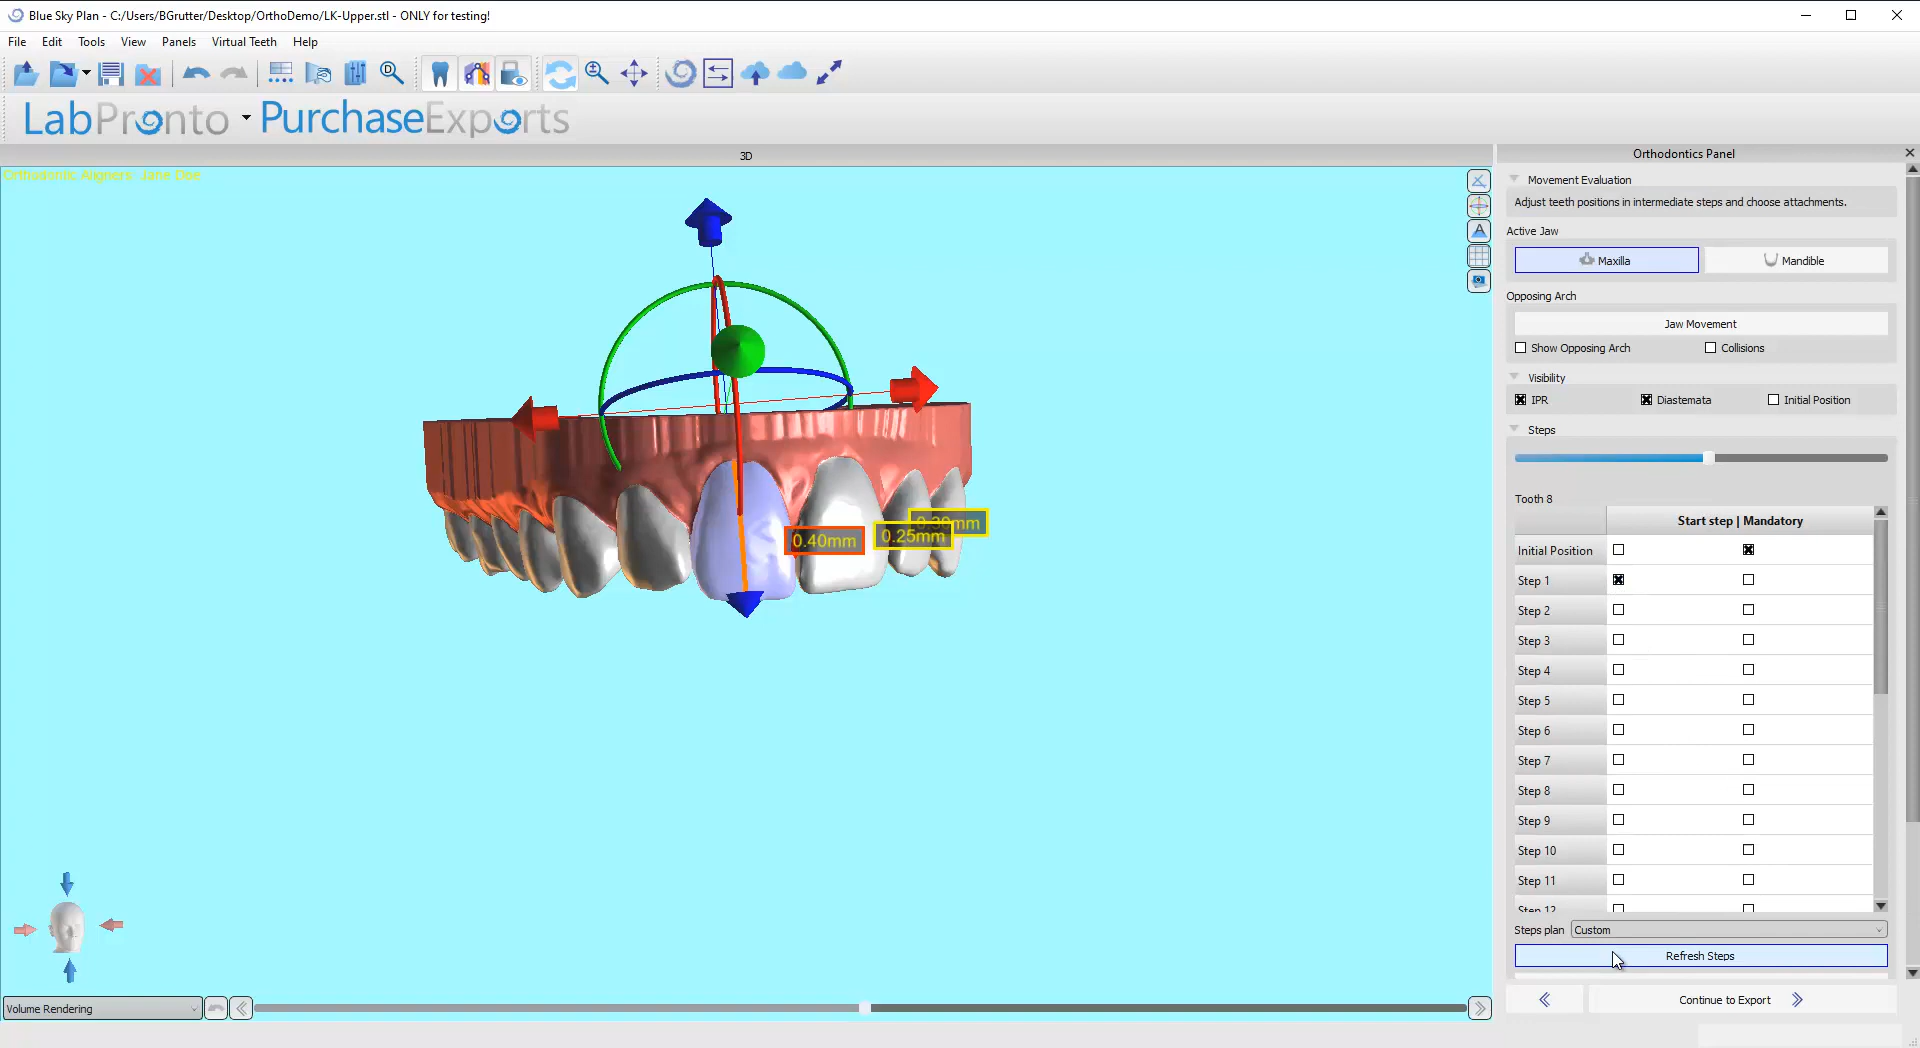 Blue Sky Plan - C:/Users/BGrutter/Desktop/OrthoDemo/LK-Upper.stl - ONLY for testing!
File Edit Tools View Panels Virtual Teeth Help
LabPronto PurchaseExports
3D
Orthodontic Aligners: Jane Doe
0.40mm
0.25mm
0.30mm
Volume Rendering
Orthodontics Panel
Movement Evaluation
Adjust teeth positions in intermediate steps and choose attachments.
Active Jaw
Maxilla Mandible
Opposing Arch
Jaw Movement
Show Opposing Arch Collisions
Visibility
IPR Diastemata Initial Position
Steps
Tooth 8
Start step | Mandatory
Initial Position
Step 1
Step 2
Step 3
Step 4
Step 5
Step 6
Step 7
Step 8
Step 9
Step 10
Step 11
Step 12
Steps plan Custom
Refresh Steps
Continue to Export